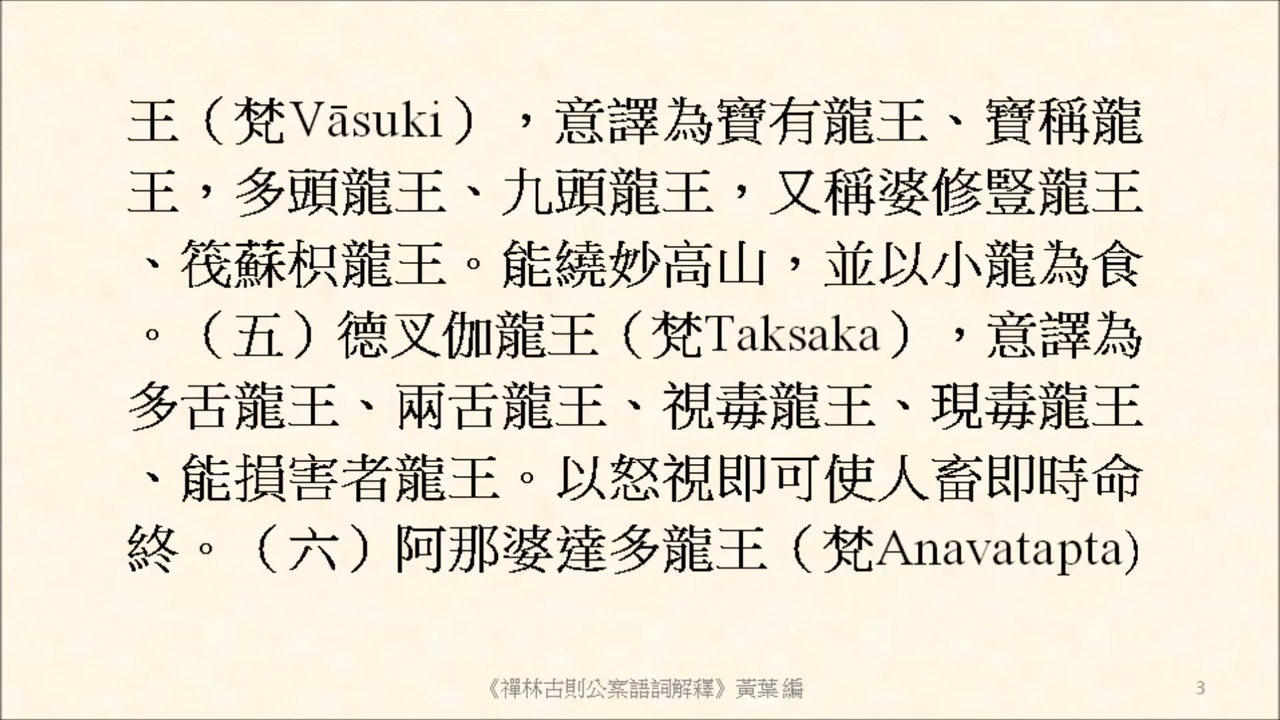 王（梵Vāsuki），意譯為寶有龍王、寶稱龍
王，多頭龍王、九頭龍王，又稱婆修豎龍王
、筏蘇枳龍王。能繞妙高山，並以小龍為食
。（五）德叉伽龍王（梵Taksaka），意譯為
多舌龍王、兩舌龍王、視毒龍王、現毒龍王
、能損害者龍王。以怒視即可使人畜即時命
終。（六）阿那婆達多龍王（梵Anavatapta)
《禪林古則公案語詞解釋》黃葉編
3